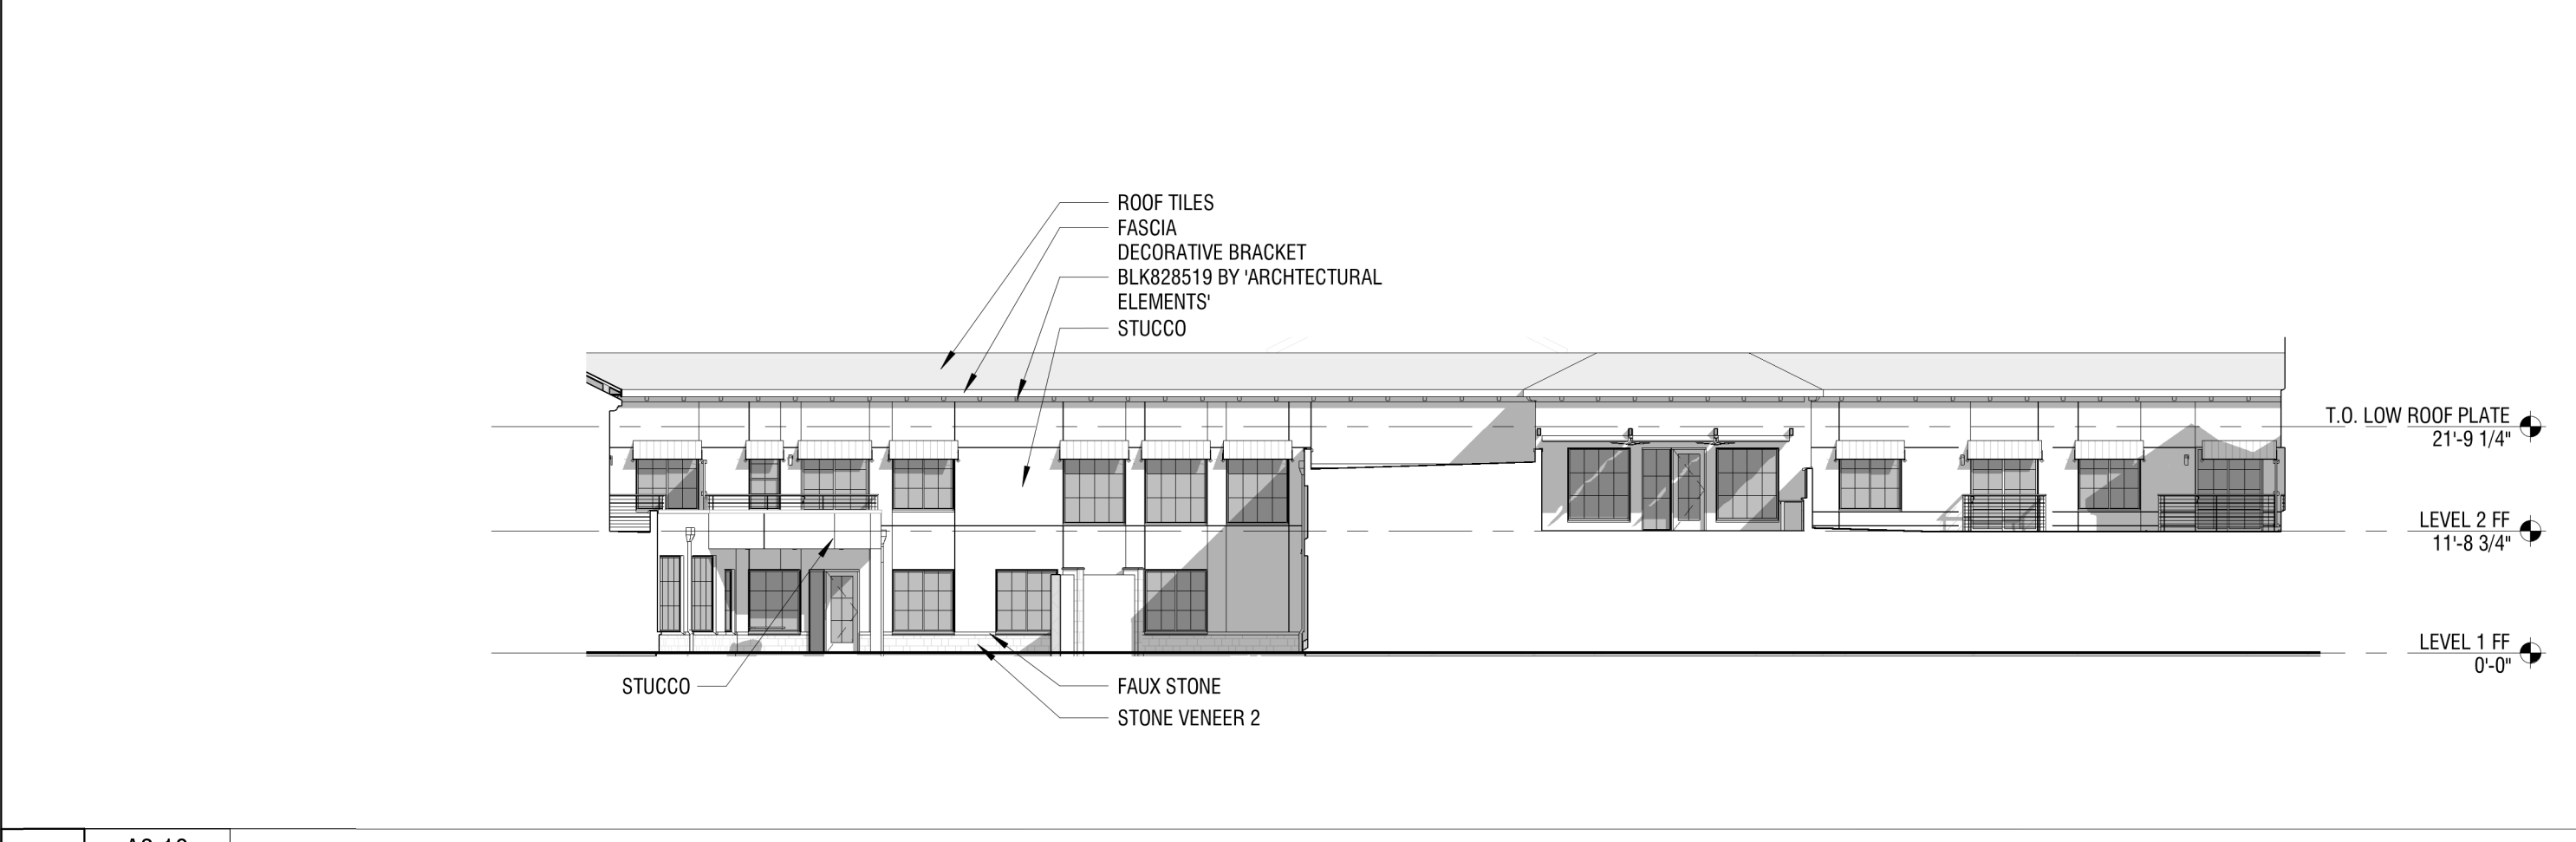 ROOF TILES
FASCIA
DECORATIVE BRACKET
BLK828519 BY 'ARCHTECTURAL
ELEMENTS'
STUCCO
T.O. LOW ROOF PLATE
21'-9 1/4"
LEVEL 2 FF
11'-8 3/4"
LEVEL 1 FF
0'-0"
STUCCO
FAUX STONE
STONE VENEER 2